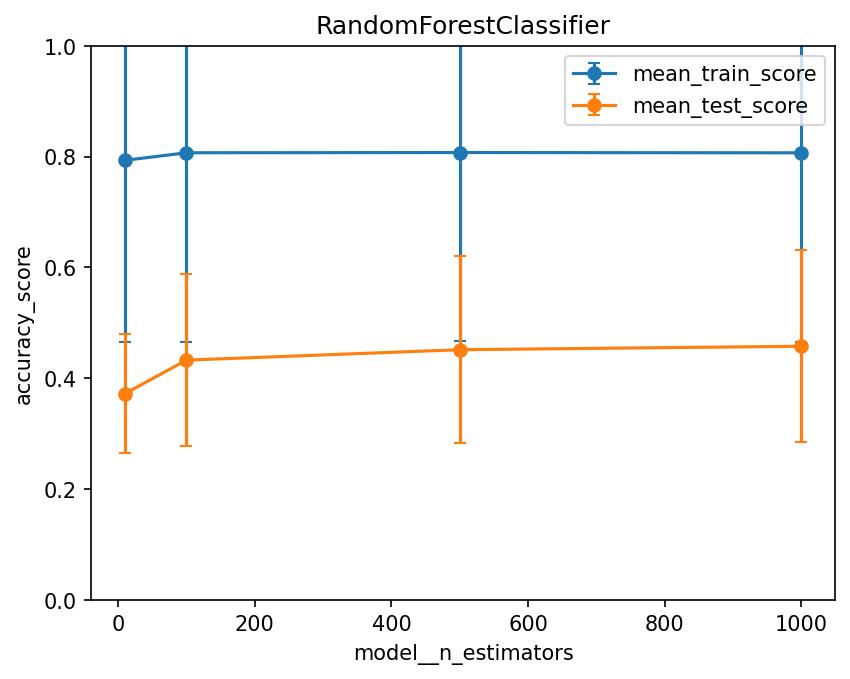 RandomForestClassifier
1.0
mean_train_score
mean_test_score
0.8
0.6
accuracy_score
0.4
0.2
0.0
0 200 400 600 800 1000
model__n_estimators